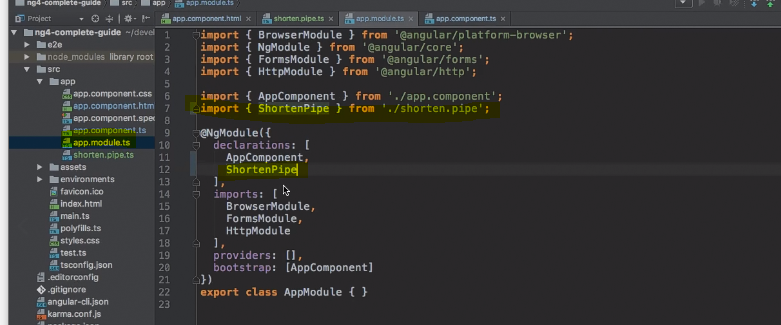 ng4-complete-guide src app app.module.ts
Project app.component.html shorten.pipe.ts app.module.ts app.component.ts
ng4-complete-guide ~/devel
e2e
node_modules library root
src
app
app.component.css
app.component.htm
app.component.spec
app.component.ts
app.module.ts
shorten.pipe.ts
assets
environments
favicon.ico
index.html
main.ts
polyfills.ts
styles.css
test.ts
tsconfig.json
.editorconfig
.gitignore
angular-cli.json
karma.conf.js
1 import { BrowserModule } from '@angular/platform-browser';
2 import { NgModule } from '@angular/core';
3 import { FormsModule } from '@angular/forms';
4 import { HttpModule } from '@angular/http';
5
6 import { AppComponent } from './app.component';
7 import { ShortenPipe } from './shorten.pipe';
8
9 @NgModule({
10 declarations: [
11 AppComponent,
12 ShortenPipe
13 ],
14 imports: [
15 BrowserModule,
16 FormsModule,
17 HttpModule
18 ],
19 providers: [],
20 bootstrap: [AppComponent]
21 })
22 export class AppModule { }
23